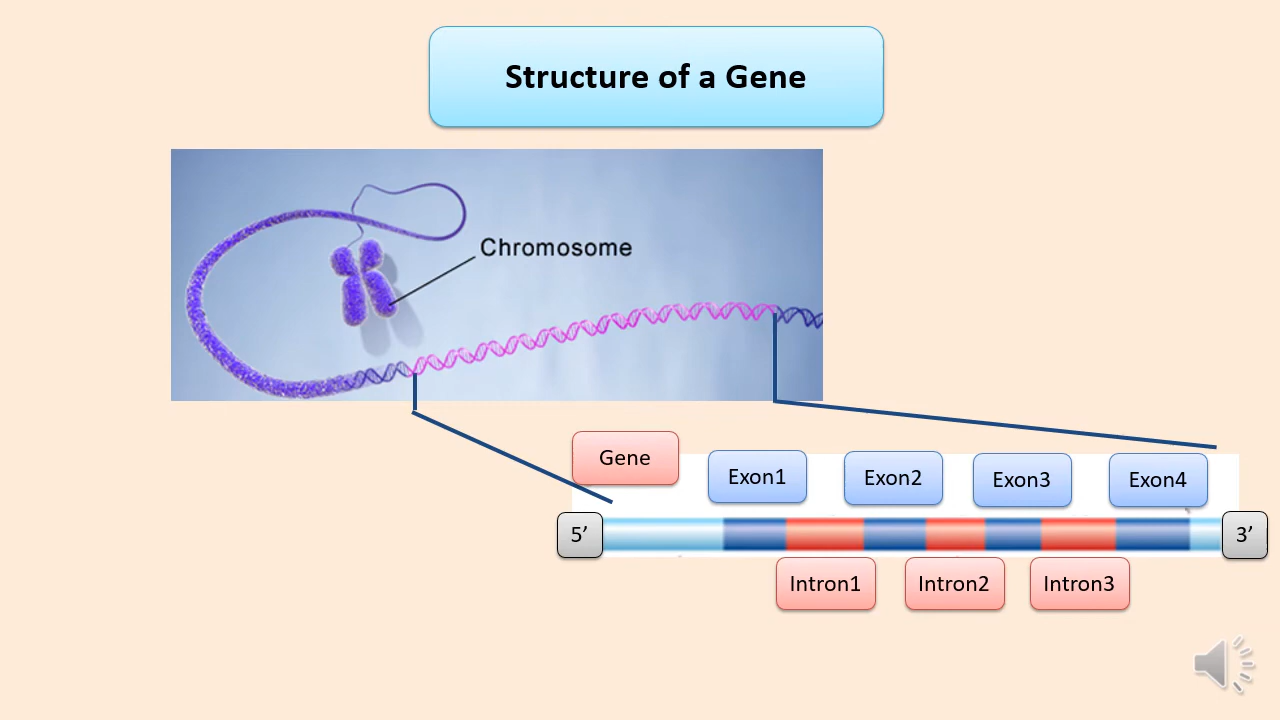 Structure of a Gene
Chromosome
Gene
Exon1
Exon2
Exon3
Exon4
5’
3’
Intron1
Intron2
Intron3